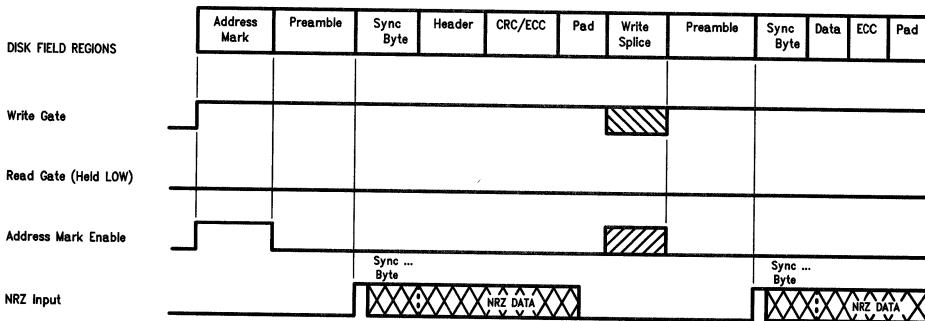 Address Mark
Preamble
Sync Byte
Header
CRC/ECC
Pad
Write Splice
Preamble
Sync Byte
Data
ECC
Pad
DISK FIELD REGIONS
Write Gate
Read Gate (Held LOW)
Address Mark Enable
Sync ... Byte
Sync ... Byte
NRZ Input
NRZ DATA
NRZ DATA